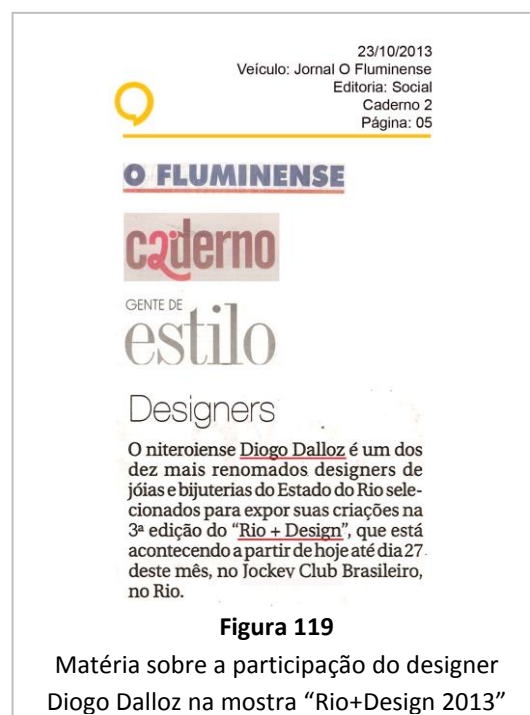 23/10/2013
Veículo: Jornal O Fluminense
Editoria: Social
Caderno 2
Página: 05
O FLUMINENSE
ca2derno
GENTE DE
estilo
Designers
O niteroiense Diogo Dalloz é um dos
dez mais renomados designers de
jóias e bijuterias do Estado do Rio sele-
cionados para expor suas criações na
3ª edição do “Rio + Design”, que está
acontecendo a partir de hoje até dia 27
deste mês, no Jockey Club Brasileiro,
no Rio.
Figura 119
Matéria sobre a participação do designer
Diogo Dalloz na mostra “Rio+Design 2013”